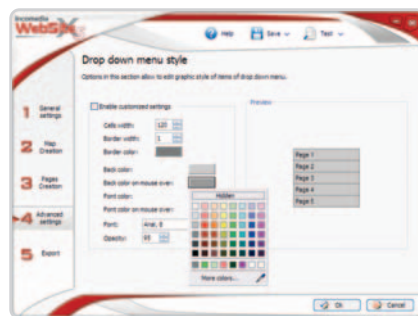 incomedia
WebSite X5
Help
Save
Test
Drop down menu style
Options in this section allow to edit graphic style of items of drop down menu.
1 General settings
2 Map Creation
3 Pages Creation
4 Advanced settings
5 Export
Enable customized settings
Cells width: 120
Border width: 1
Border color:
Back color:
Back color on mouse over:
Font color:
Font color on mouse over:
Font: Arial, 8
Opacity: 95
Hidden
More colors...
Preview
Page 1
Page 2
Page 3
Page 4
Page 5
Ok
Cancel